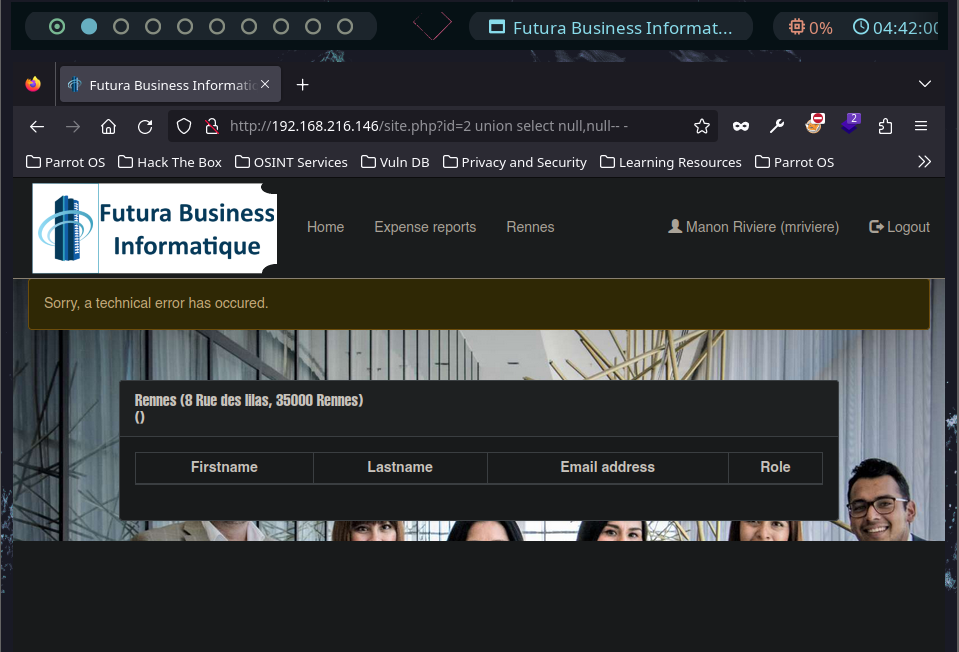 Futura Business Informat...
0%
04:42:00
Futura Business Informatic
http://192.168.216.146/site.php?id=2 union select null,null-- -
2
Parrot OS
Hack The Box
OSINT Services
Vuln DB
Privacy and Security
Learning Resources
Parrot OS
Futura Business
Informatique
Home
Expense reports
Rennes
Manon Riviere (mriviere)
Logout
Sorry, a technical error has occured.
Rennes (8 Rue des lilas, 35000 Rennes)
()
Firstname
Lastname
Email address
Role